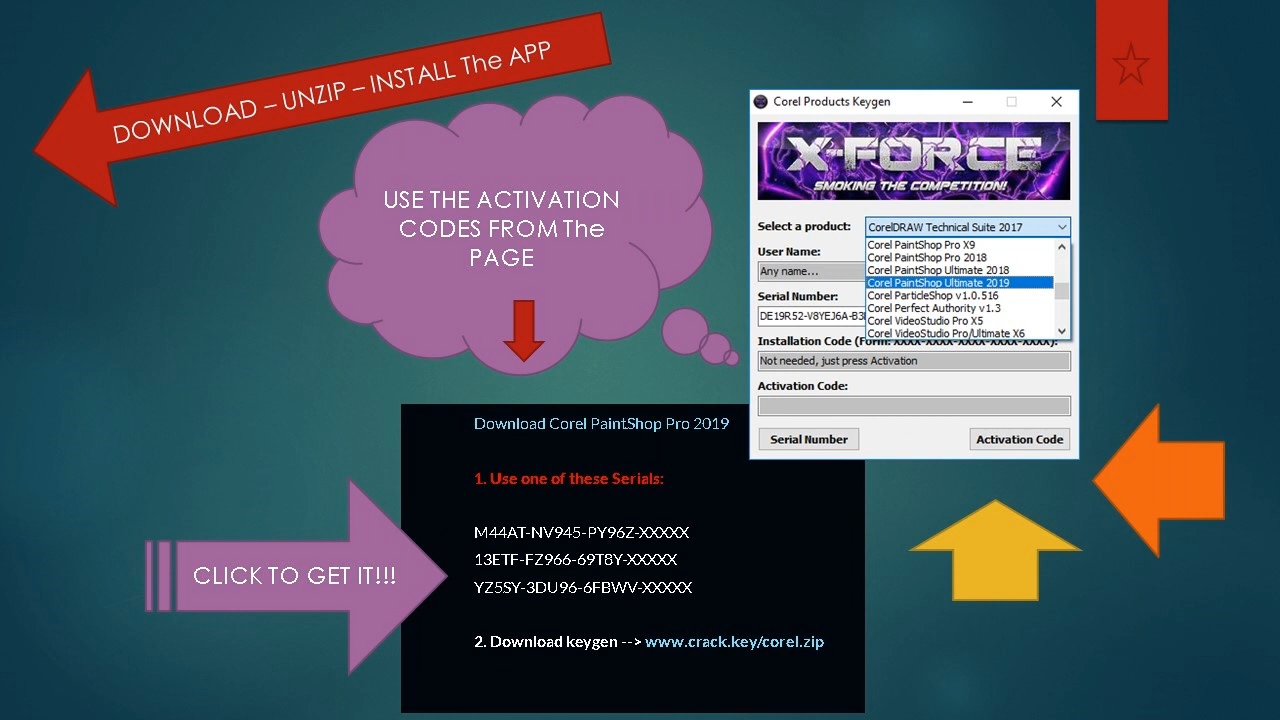 DOWNLOAD – UNZIP – INSTALL The APP
USE THE ACTIVATION
CODES FROM The
PAGE
Corel Products Keygen
X-FORCE
SMOKING THE COMPETITION!
Select a product:
CorelDRAW Technical Suite 2017
Corel PaintShop Pro X9
Corel PaintShop Pro 2018
Corel PaintShop Ultimate 2018
Corel PaintShop Ultimate 2019
Corel ParticleShop v1.0.516
Corel Perfect Authority v1.3
Corel VideoStudio Pro X5
Corel VideoStudio Pro/Ultimate X6
User Name:
Any name...
Serial Number:
DE19R52-V8YEJ6A-
Installation Code (Form: XXXX-XXXX-XXXX-XXXX-XXXX):
Not needed, just press Activation
Activation Code:
Serial Number
Activation Code
Download Corel PaintShop Pro 2019
1. Use one of these Serials:
M44AT-NV945-PY96Z-XXXXX
13ETF-FZ966-69T8Y-XXXXX
YZ5SY-3DU96-6FBWV-XXXXX
2. Download keygen --> www.crack.key/corel.zip
CLICK TO GET IT!!!